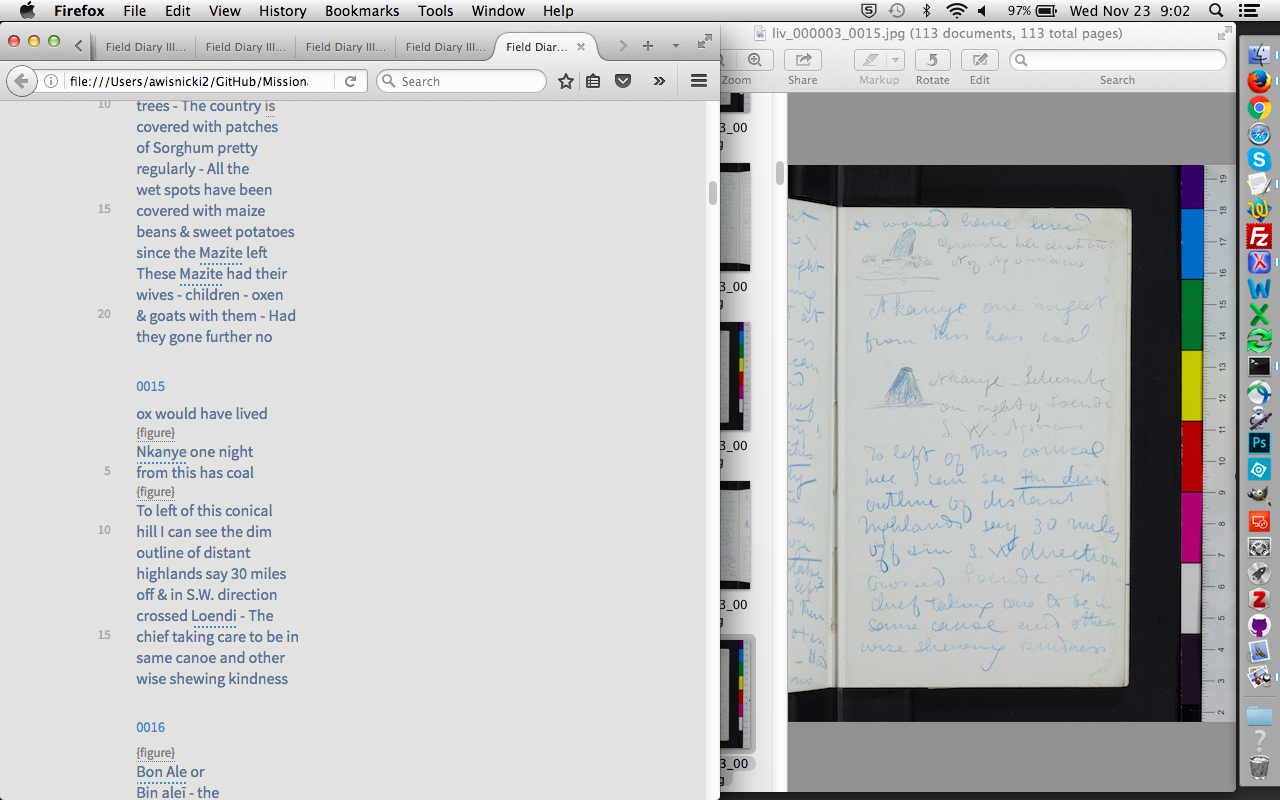 Firefox File Edit View History Bookmarks Tools Window Help
97% Wed Nov 23 9:02
Field Diary III... Field Diary III... Field Diary III... Field Diary III... Field Diar...
file:///Users/awisnicki2/GitHub/Mission
Search
10 trees - The country is
covered with patches
of Sorghum pretty
regularly - All the
wet spots have been
15 covered with maize
beans & sweet potatoes
since the Mazite left
These Mazite had their
wives - children - oxen
20 & goats with them - Had
they gone further no
0015
ox would have lived
{figure}
Nkanye one night
5 from this has coal
{figure}
To left of this conical
10 hill I can see the dim
outline of distant
highlands say 30 miles
off & in S.W. direction
crossed Loendi - The
15 chief taking care to be in
same canoe and other
wise shewing kindness
0016
{figure}
Bon Ale or
Bin aleï - the
liv_000003_0015.jpg (113 documents, 113 total pages)
Zoom Share Markup Rotate Edit Search
3_00
g
3_00
g
3_00
g
3_00
g
3_00
g
ox would have lived
Granite hill
Nkanye one night
from this has coal
Nkanye
on right of Loendi
S. W.
To left of this conical
hill I can see the dim
outline of distant
highlands say 30 miles
off & in S. W direction
crossed Loendi - The
chief taking care to be in
same canoe and other
wise shewing kindness
19
18
17
16
15
14
13
12
11
10
9
8
7
6
5
4
3
2